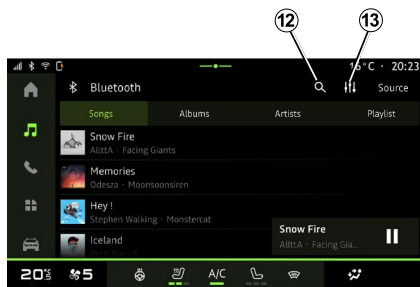 12 13
16°C · 20:23
Bluetooth Source
Songs Albums Artists Playlist
Snow Fire
AllttA · Facing Giants
Memories
Odesza · Moonsoonsiren
Hey !
Stephen Walking · Monstercat
Iceland
Snow Fire
AllttA · Facing Gia...
20 5 A/C